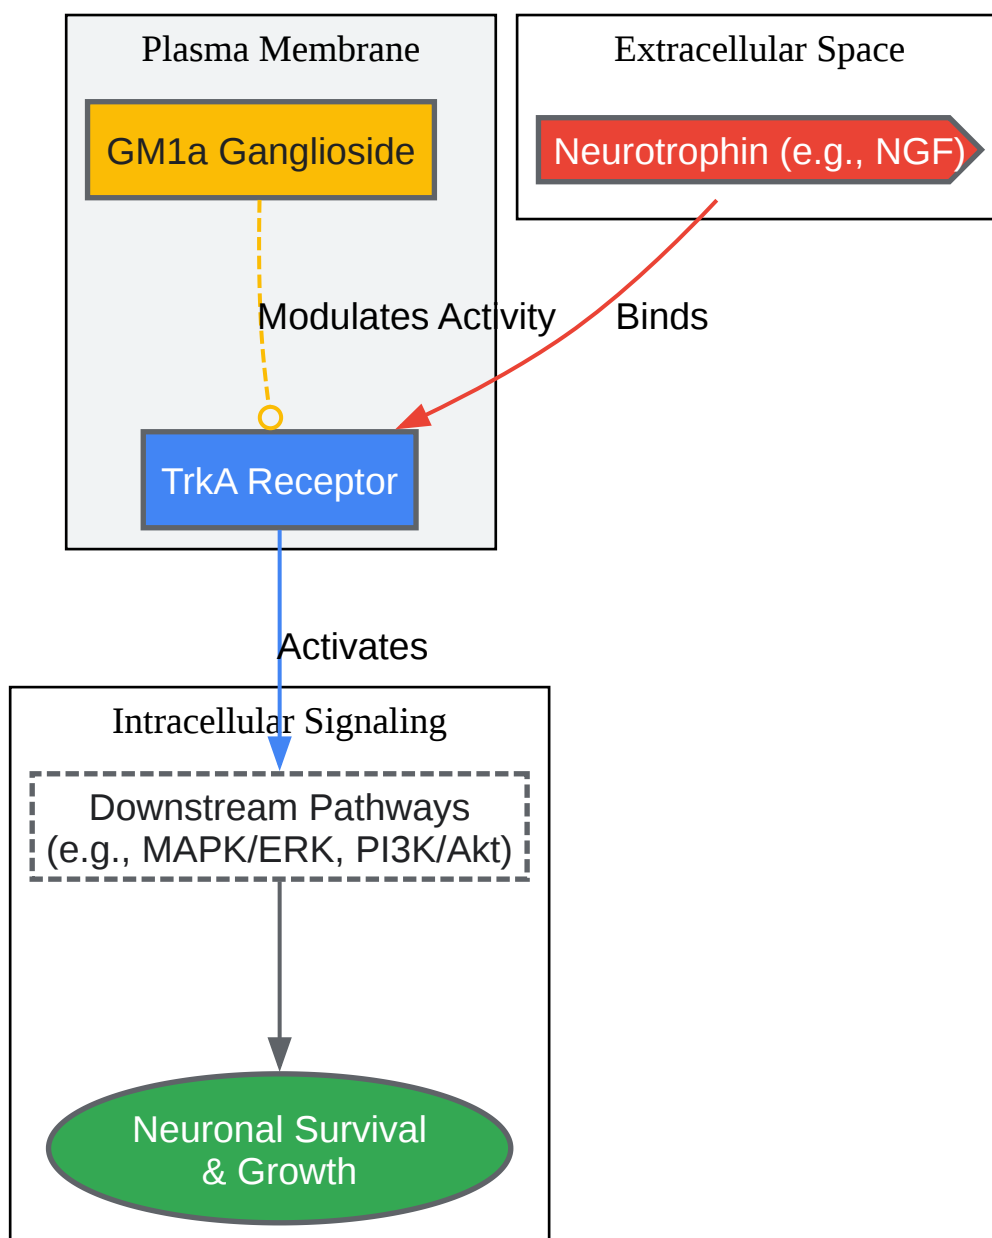 Plasma Membrane
Extracellular Space
GM1a Ganglioside
Neurotrophin (e.g., NGF)
Modulates Activity
Binds
TrkA Receptor
Activates
Intracellular Signaling
Downstream Pathways
(e.g., MAPK/ERK, PI3K/Akt)
Neuronal Survival
& Growth